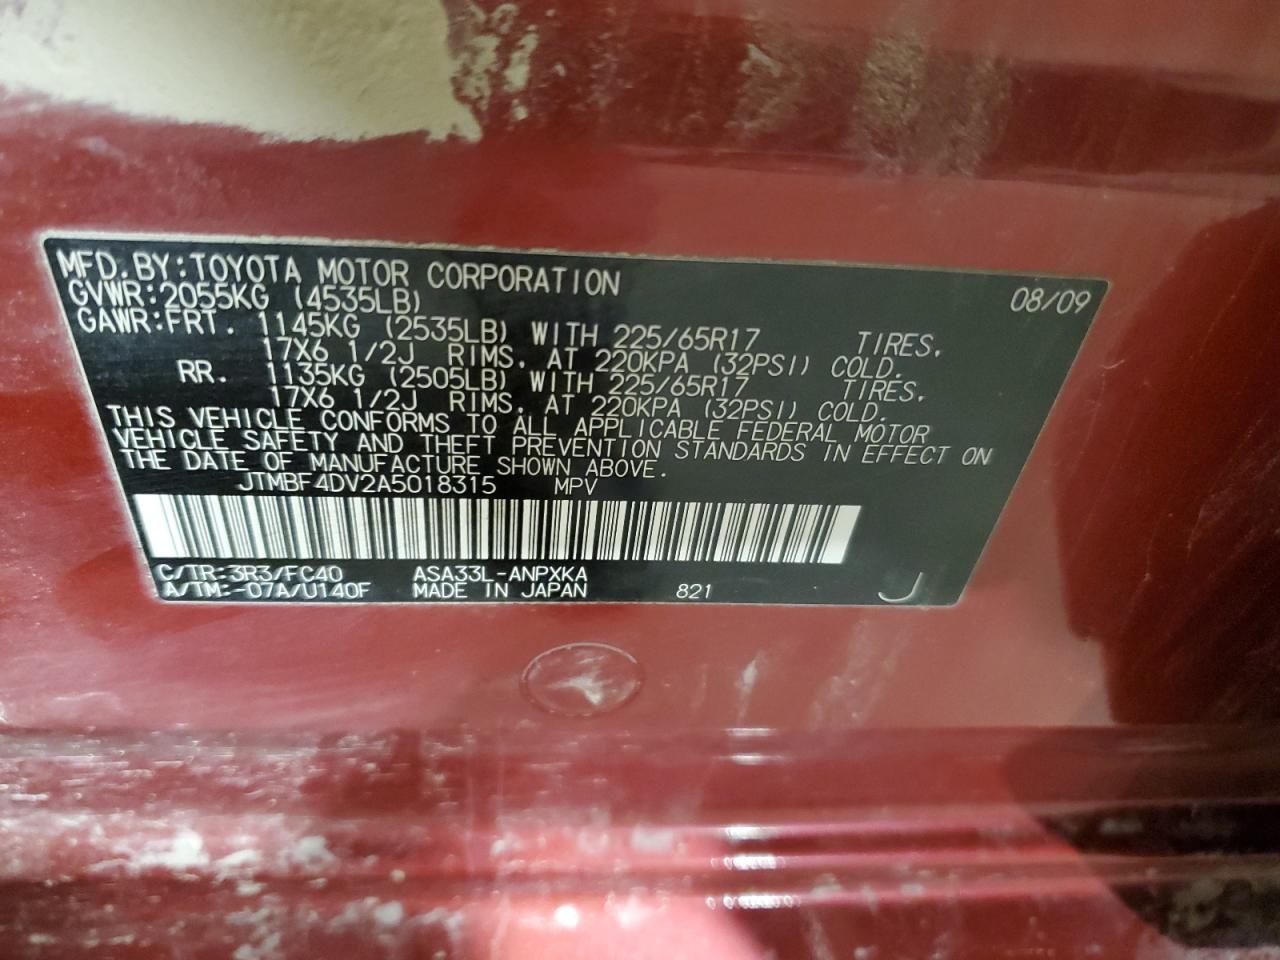 MFD.BY:TOYOTA MOTOR CORPORATION 08/09
GVWR:2055KG (4535LB)
GAWR:FRT. 1145KG (2535LB) WITH 225/65R17 TIRES,
17X6 1/2J RIMS, AT 220KPA (32PSI) COLD.
RR. 1135KG (2505LB) WITH 225/65R17 TIRES,
17X6 1/2J RIMS, AT 220KPA (32PSI) COLD.
THIS VEHICLE CONFORMS TO ALL APPLICABLE FEDERAL MOTOR
VEHICLE SAFETY AND THEFT PREVENTION STANDARDS IN EFFECT ON
THE DATE OF MANUFACTURE SHOWN ABOVE.
JTMBF4DV2A5018315 MPV
C/TR:3R3/FC40 ASA33L-ANPXKA
A/TM:-07A/U140F MADE IN JAPAN 821 J